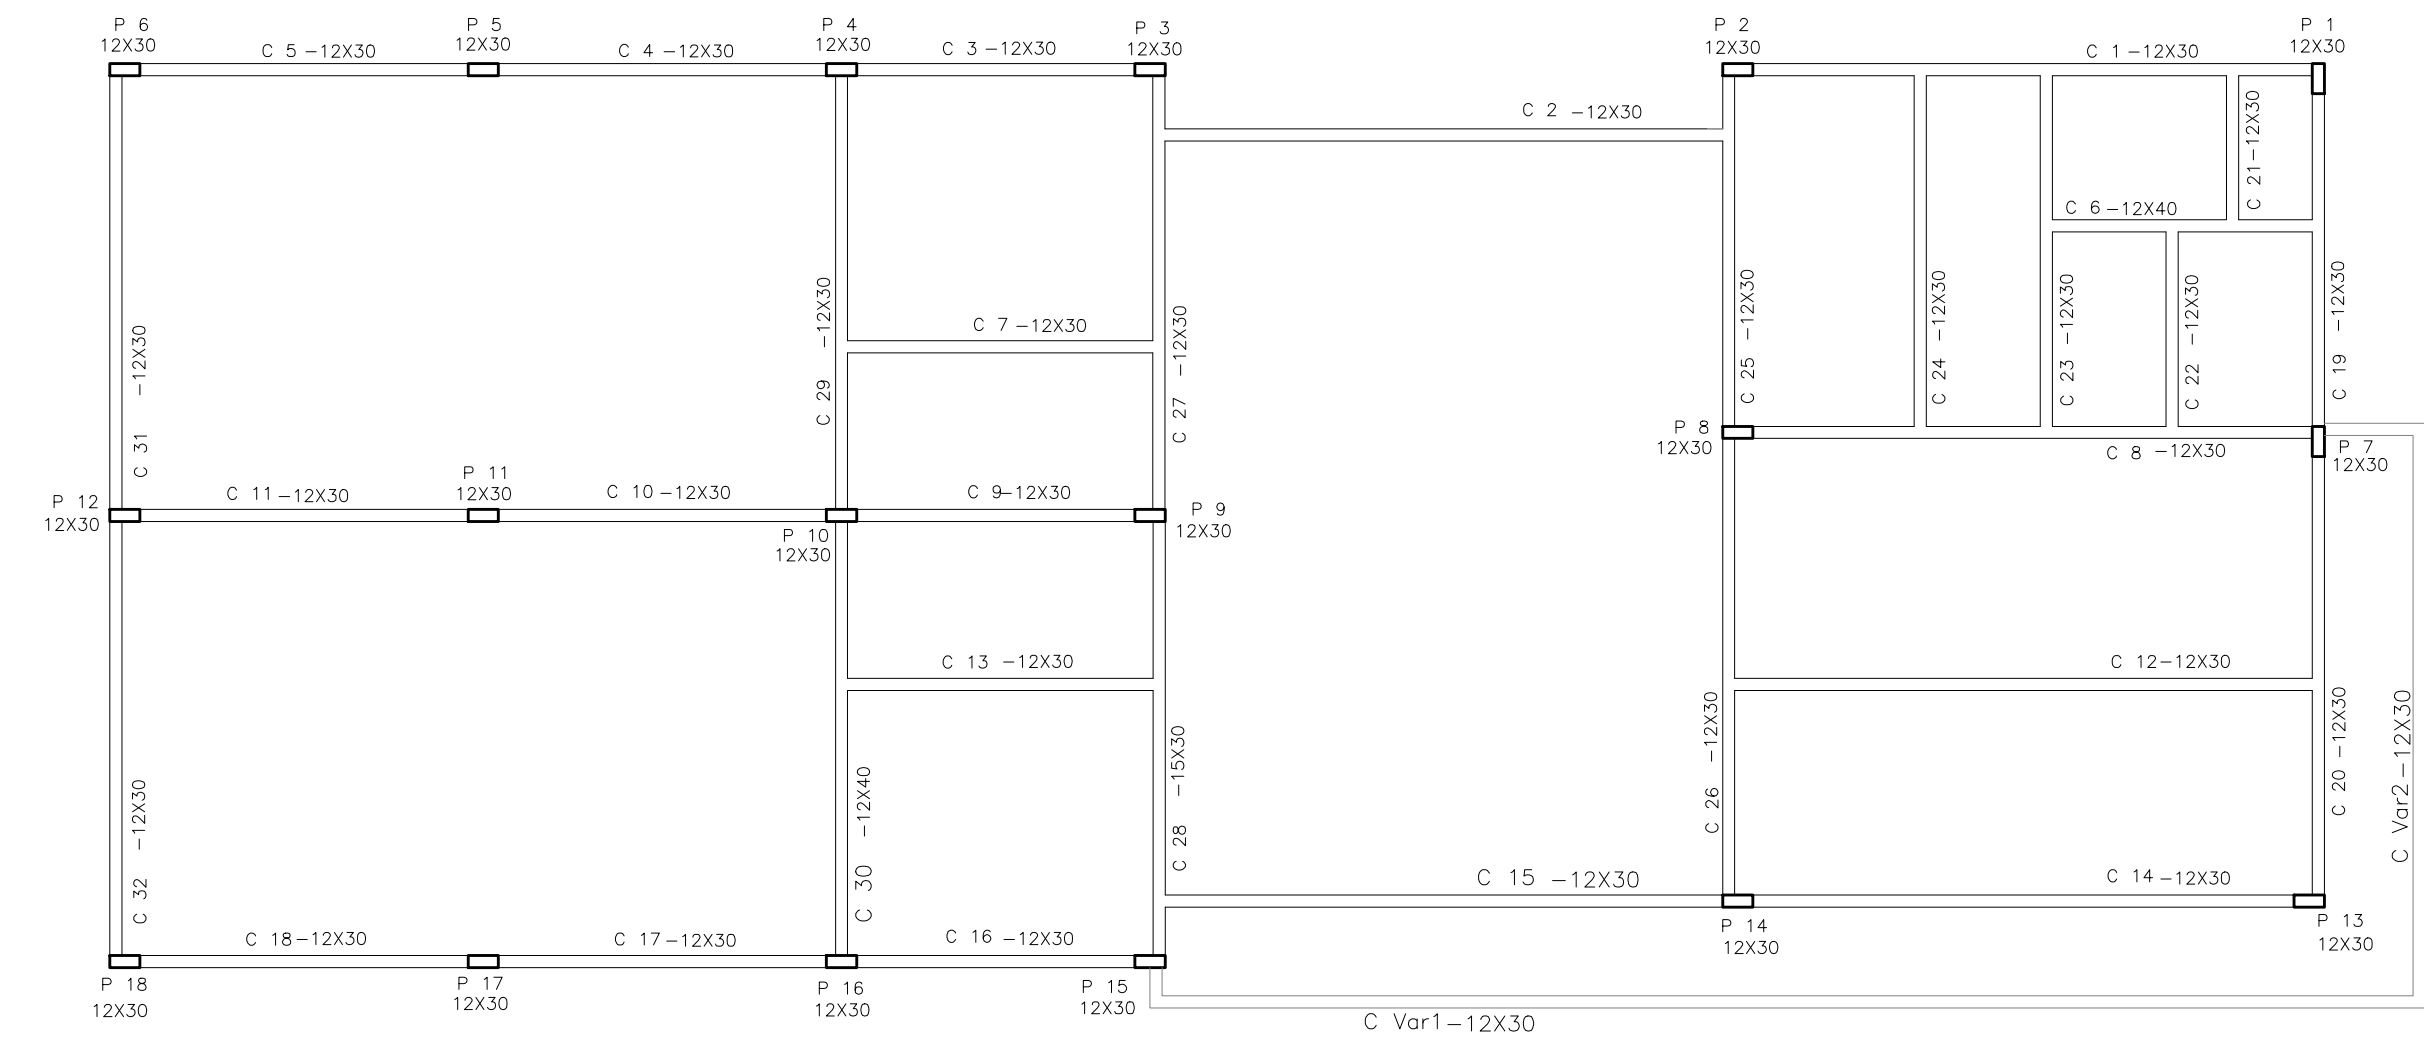 P 6
12X30
P 5
12X30
P 4
12X30
P 3
12X30
P 2
12X30
P 1
12X30
C 5 -12X30
C 4 -12X30
C 3 -12X30
C 1 -12X30
C 2 -12X30
C 21 -12X30
C 6 -12X40
C 7 -12X30
C 31 -12X30
C 29 -12X30
C 27 -12X30
C 25 -12X30
C 24 -12X30
C 23 -12X30
C 22 -12X30
C 19 -12X30
P 8
12X30
C 8 -12X30
P 7
12X30
P 12
12X30
C 11 -12X30
P 11
12X30
C 10 -12X30
C 9-12X30
P 9
12X30
P 10
12X30
C 13 -12X30
C 12-12X30
C 32 -12X30
C 30 -12X40
C 28 -15X30
C 26 -12X30
C 20 -12X30
C Var2 -12X30
C 15 -12X30
C 14 -12X30
C 18 -12X30
C 17 -12X30
C 16 -12X30
P 14
12X30
P 13
12X30
P 18
12X30
P 17
12X30
P 16
12X30
P 15
12X30
C Var1 -12X30